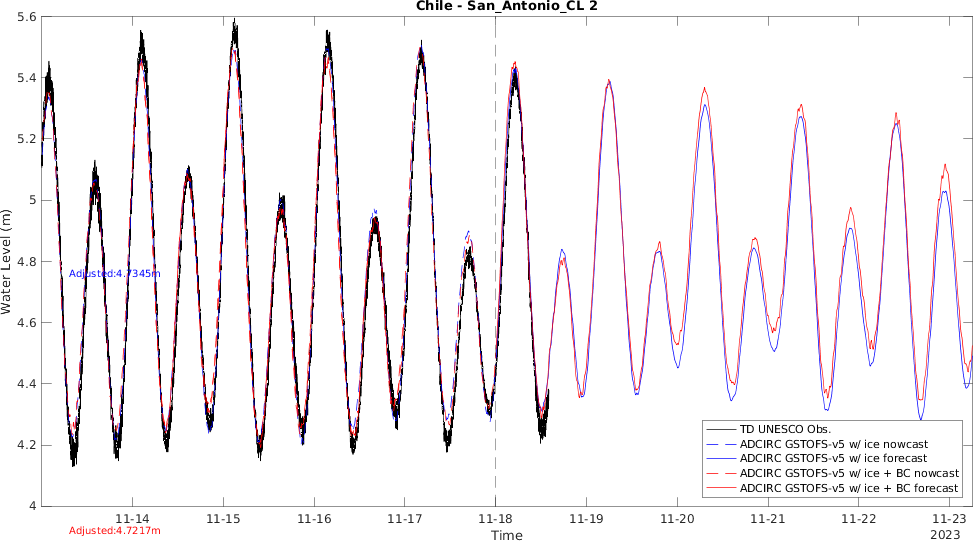 Chile - San_Antonio_CL 2
5.6
5.4
5.2
5
4.8
4.6
4.4
4.2
4
Water Level (m)
Adjusted:4.7345m
Adjusted:4.7217m
TD UNESCO Obs.
ADCIRC GSTOFS-v5 w/ ice nowcast
ADCIRC GSTOFS-v5 w/ ice forecast
ADCIRC GSTOFS-v5 w/ ice + BC nowcast
ADCIRC GSTOFS-v5 w/ ice + BC forecast
11-14 11-15 11-16 11-17 11-18 11-19 11-20 11-21 11-22 11-23
Time
2023